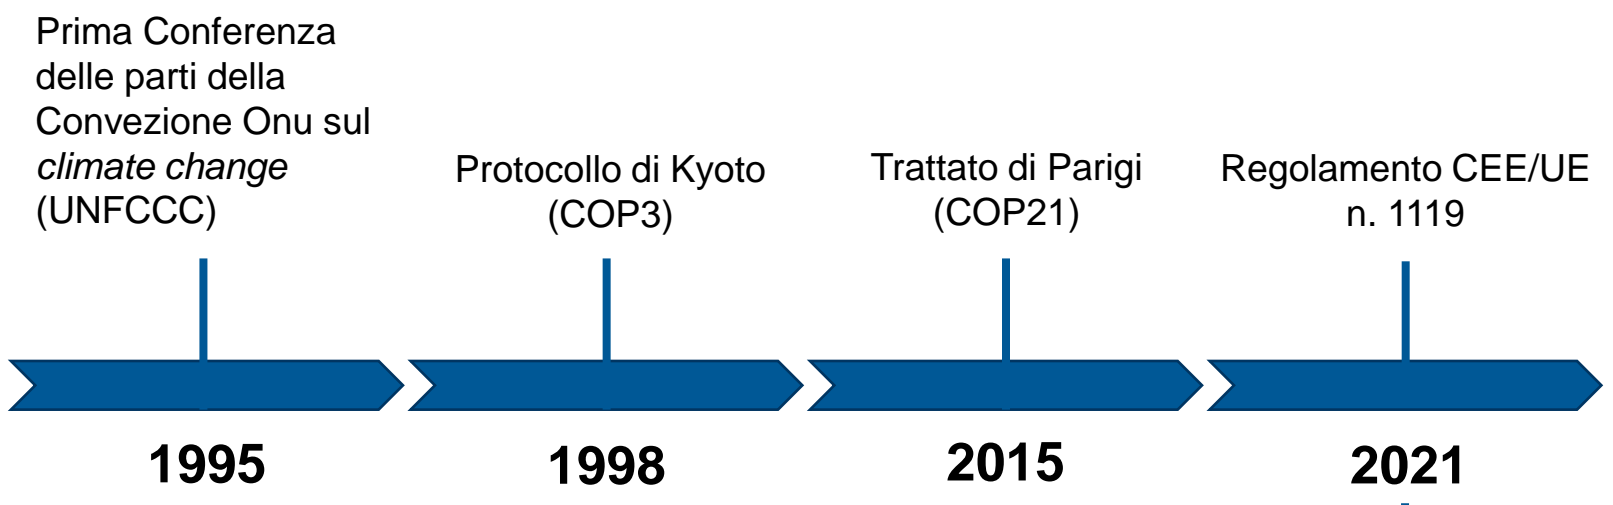 Prima Conferenza
delle parti della
Convezione Onu sul
climate change
(UNFCCC)
Protocollo di Kyoto
(COP3)
Trattato di Parigi
(COP21)
Regolamento CEE/UE
n. 1119
1995
1998
2015
2021